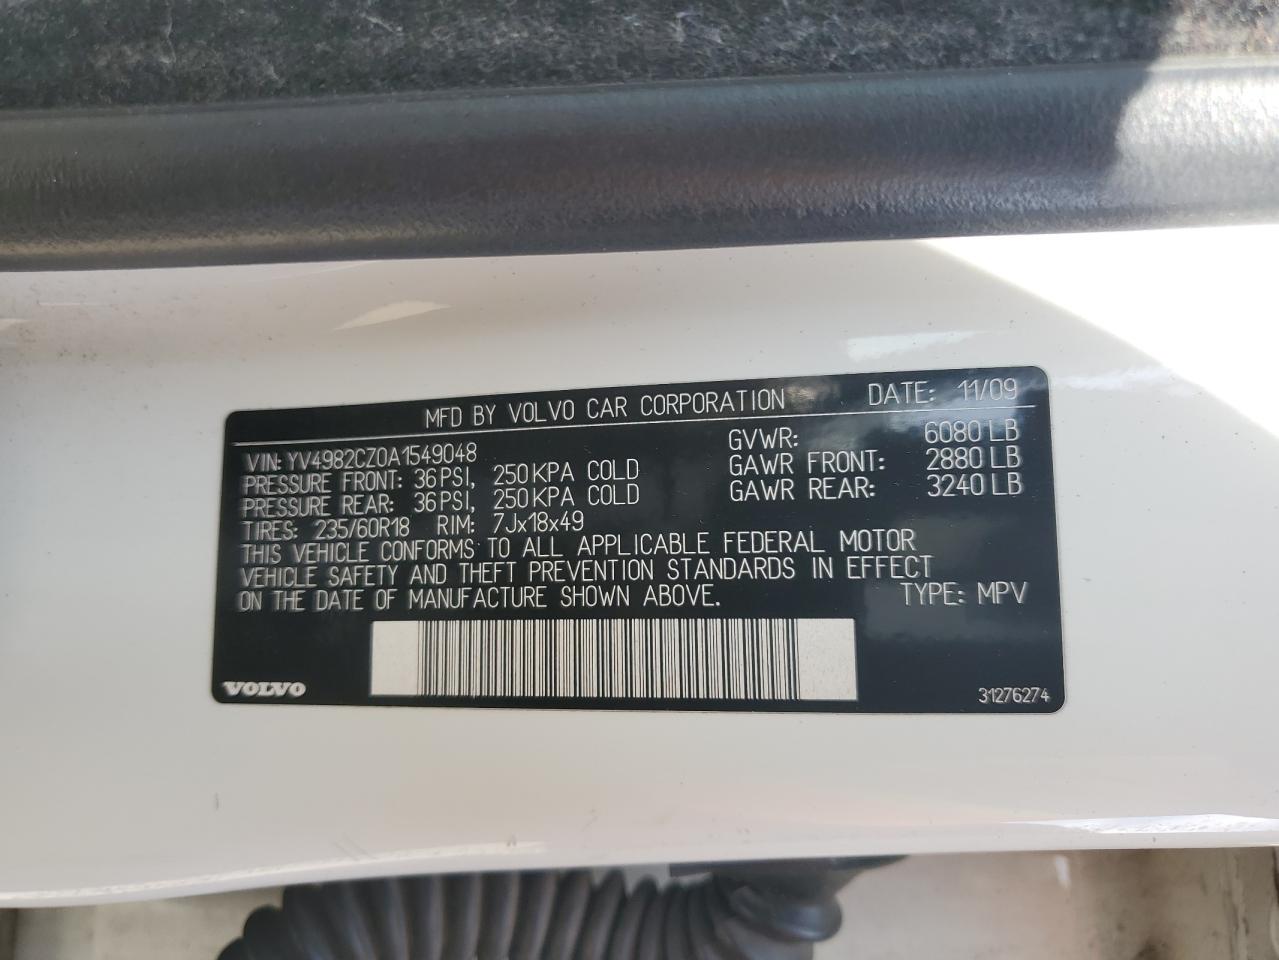 MFD BY VOLVO CAR CORPORATION DATE: 11/09
VIN: YV4982CZ0A1549048 GVWR: 6080 LB
PRESSURE FRONT: 36 PSI, 250 KPA COLD GAWR FRONT: 2880 LB
PRESSURE REAR: 36 PSI, 250 KPA COLD GAWR REAR: 3240 LB
TIRES: 235/60R18 RIM: 7Jx18x49
THIS VEHICLE CONFORMS TO ALL APPLICABLE FEDERAL MOTOR
VEHICLE SAFETY AND THEFT PREVENTION STANDARDS IN EFFECT
ON THE DATE OF MANUFACTURE SHOWN ABOVE. TYPE: MPV
VOLVO 31276274